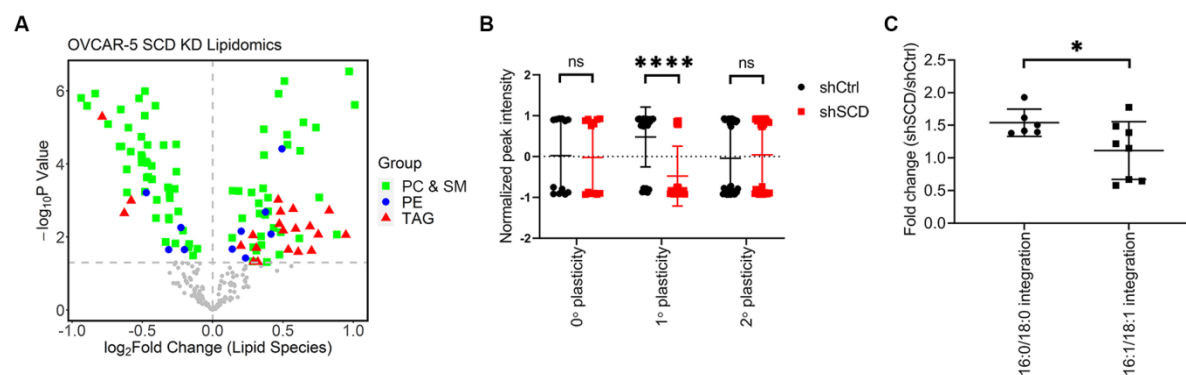 A
OVCAR-5 SCD KD Lipidomics
−log10P Value
6
4
2
0
-1.0
-0.5
0.0
0.5
1.0
log2Fold Change (Lipid Species)
Group
PC & SM
PE
TAG
B
Normalized peak intensity
2
1
0
-1
-2
ns
****
ns
shCtrl
shSCD
0° plasticity
1° plasticity
2° plasticity
C
Fold change (shSCD/shCtrl)
2.5
2.0
1.5
1.0
0.5
0.0
*
16:0/18:0 integration
16:1/18:1 integration